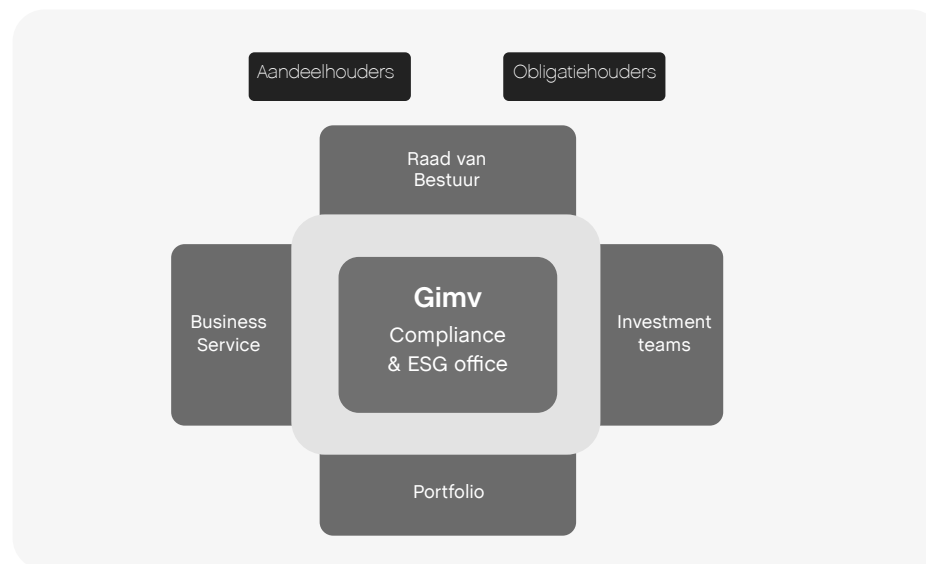 Aandeelhouders
Obligatiehouders
Raad van
Bestuur
Business
Service
Gimv
Compliance
& ESG office
Investment
teams
Portfolio